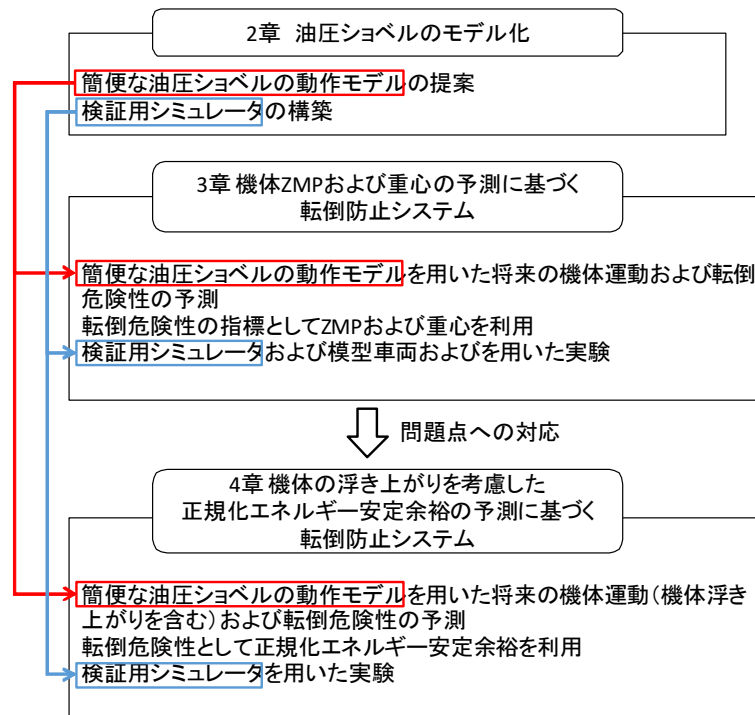 2章 油圧ショベルのモデル化
簡便な油圧ショベルの動作モデルの提案
検証用シミュレータの構築
3章 機体ZMPおよび重心の予測に基づく
転倒防止システム
簡便な油圧ショベルの動作モデルを用いた将来の機体運動および転倒
危険性の予測
転倒危険性の指標としてZMPおよび重心を利用
検証用シミュレータおよび模型車両およびを用いた実験
問題点への対応
4章 機体の浮き上がりを考慮した
正規化エネルギー安定余裕の予測に基づく
転倒防止システム
簡便な油圧ショベルの動作モデルを用いた将来の機体運動(機体浮き
上がりを含む)および転倒危険性の予測
転倒危険性として正規化エネルギー安定余裕を利用
検証用シミュレータを用いた実験